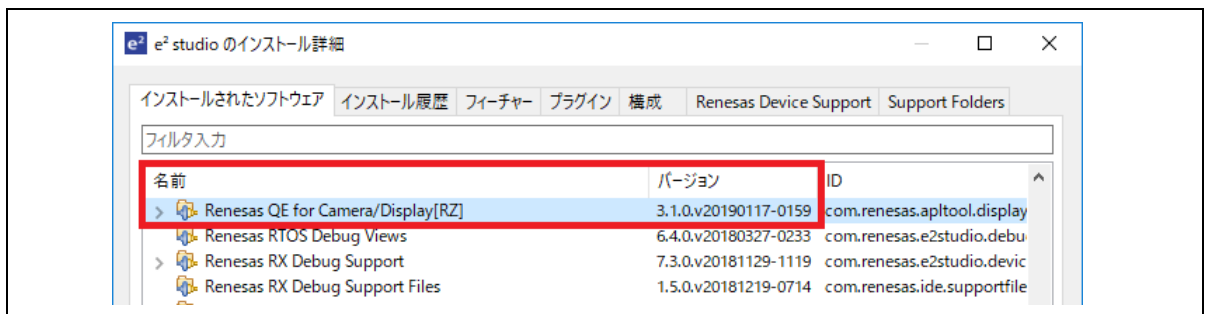 e² e² studio のインストール詳細
インストールされたソフトウェア インストール履歴 フィーチャー プラグイン 構成 Renesas Device Support Support Folders
フィルタ入力
名前 バージョン ID
Renesas QE for Camera/Display[RZ] 3.1.0.v20190117-0159 com.renesas.apltool.display
Renesas RTOS Debug Views 6.4.0.v20180327-0233 com.renesas.e2studio.debu
Renesas RX Debug Support 7.3.0.v20181129-1119 com.renesas.e2studio.devic
Renesas RX Debug Support Files 1.5.0.v20181219-0714 com.renesas.ide.supportfile